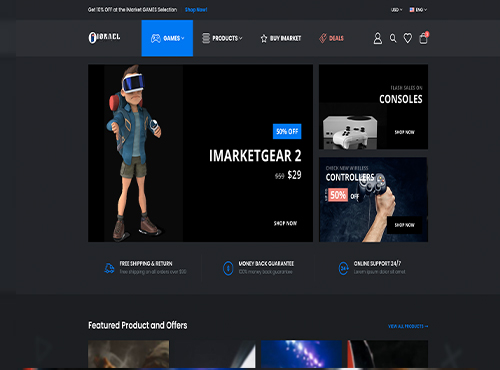 Get 10% OFF at the iMarket GAMES Selection Shop Now!
USD ENG
GAMES PRODUCTS BUY IMARKET DEALS
50% OFF
IMARKETGEAR 2
$59 $29
SHOP NOW
FLASH SALES ON
CONSOLES
SHOP NOW
CHECK NEW WIRELESS
CONTROLLERS
50% OFF
SHOP NOW
FREE SHIPPING & RETURN
Free shipping on all orders over $99
MONEY BACK GUARANTEE
100% money back guarantee
ONLINE SUPPORT 24/7
Lorem ipsum dolor sit amet
Featured Product and Offers
VIEW ALL PRODUCTS